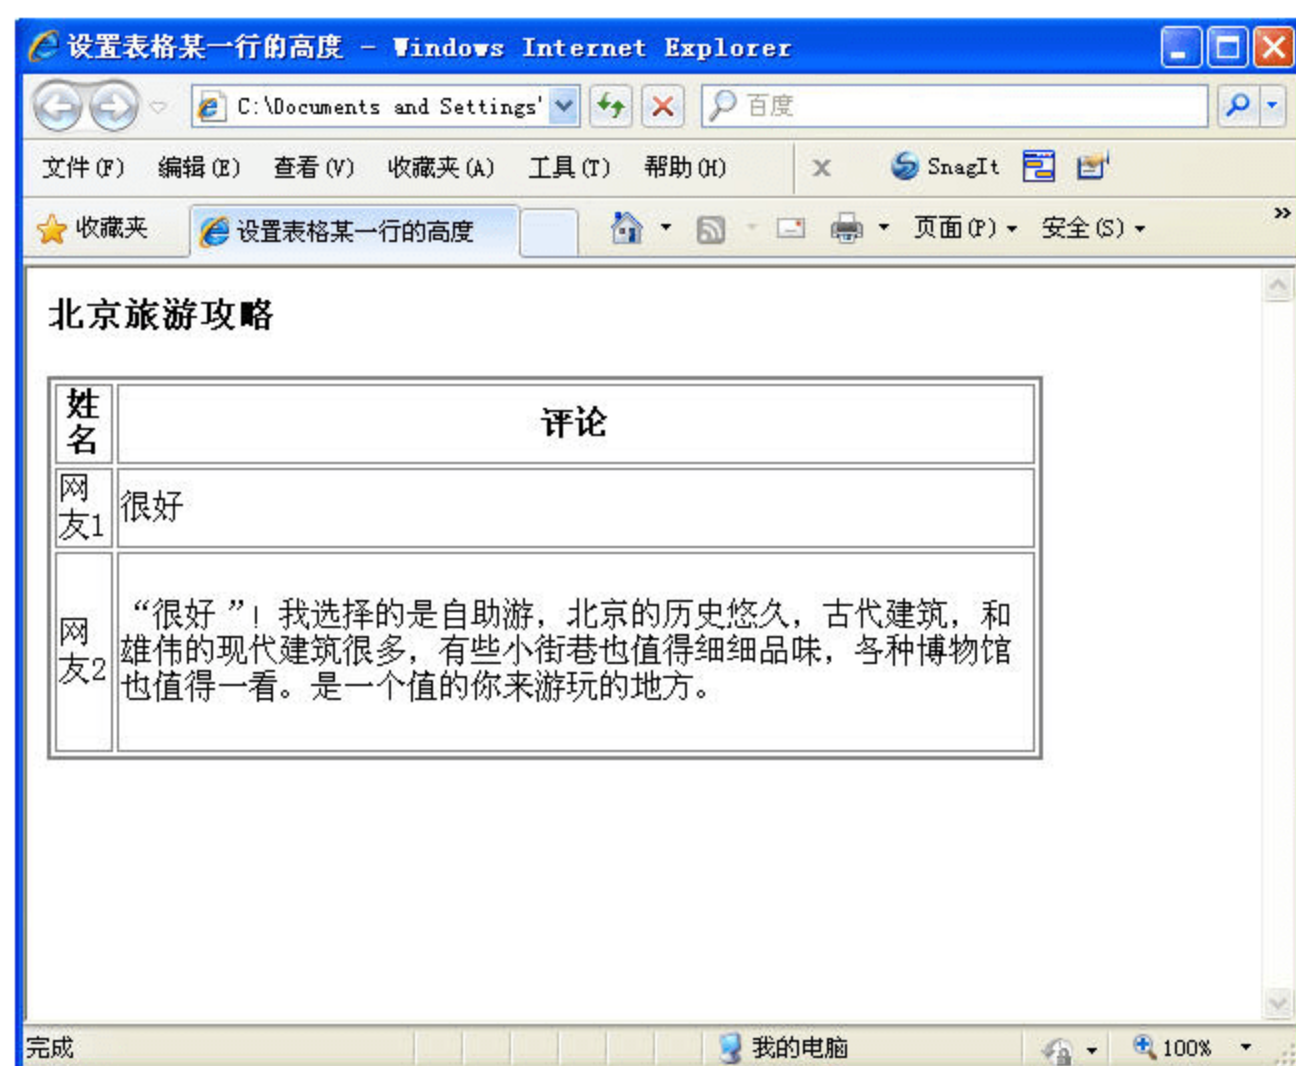 设置表格某一行的高度 - Windows Internet Explorer
C:\Documents and Settings' 百度
文件(F) 编辑(E) 查看(V) 收藏夹(A) 工具(T) 帮助(H) x SnagIt
收藏夹 设置表格某一行的高度 页面(P) 安全(S) »
北京旅游攻略
姓
名
评论
网
友1
很好
网
友2
“很好 ”！我选择的是自助游，北京的历史悠久，古代建筑，和
雄伟的现代建筑很多，有些小街巷也值得细细品味，各种博物馆
也值得一看。是一个值的你来游玩的地方。
完成 我的电脑 100%